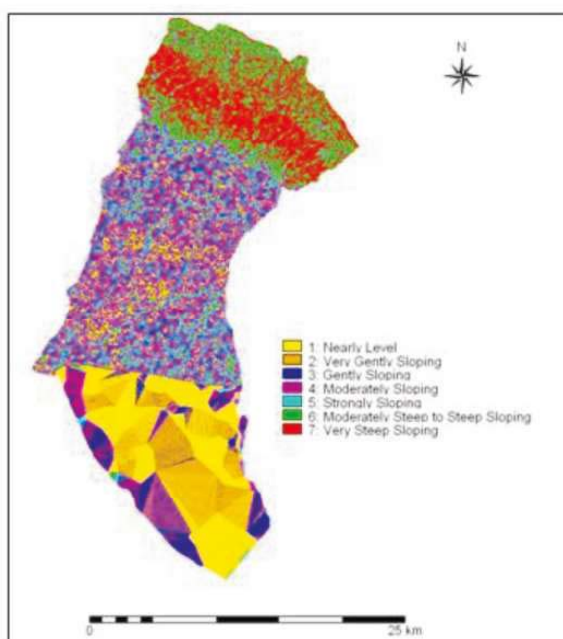 N
1: Nearly Level
2: Very Gently Sloping
3: Gently Sloping
4: Moderately Sloping
5: Strongly Sloping
6: Moderately Steep to Steep Sloping
7: Very Steep Sloping
0 25 km